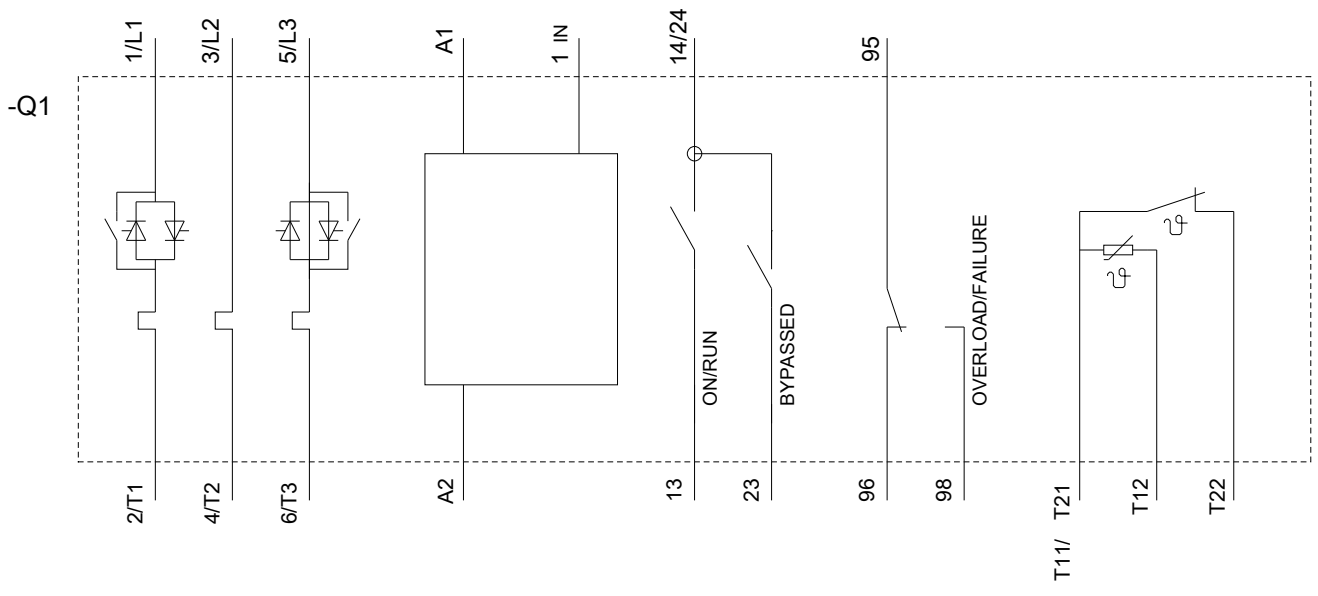 1/L1
3/L2
5/L3
A1
1 IN
14/24
95
-Q1
ON/RUN
BYPASSED
OVERLOAD/FAILURE
2/T1
4/T2
6/T3
A2
13
23
96
98
T11/ T21
T12
T22